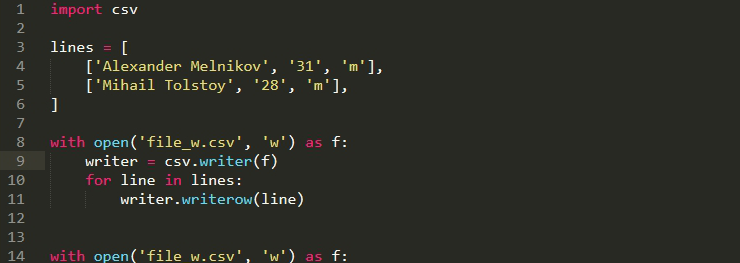 1 import csv
2
3 lines = [
4     ['Alexander Melnikov', '31', 'm'],
5     ['Mihail Tolstoy', '28', 'm'],
6 ]
7
8 with open('file_w.csv', 'w') as f:
9     writer = csv.writer(f)
10     for line in lines:
11         writer.writerow(line)
12
13
14 with open('file_w.csv', 'w') as f: